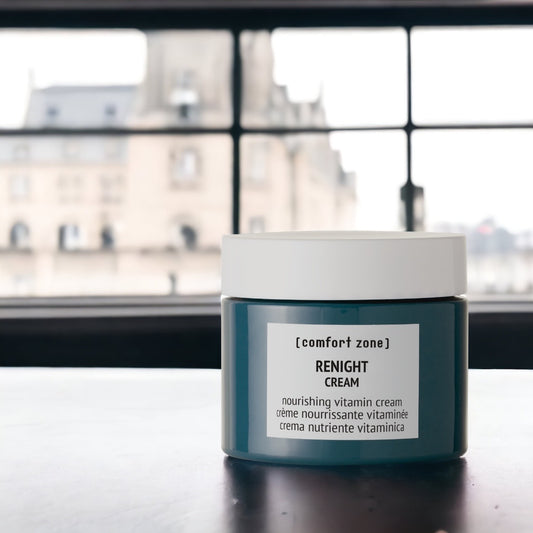 [comfort zone]
RENIGHT
CREAM
nourishing vitamin cream
crème nourrissante vitaminée
crema nutriente vitaminica